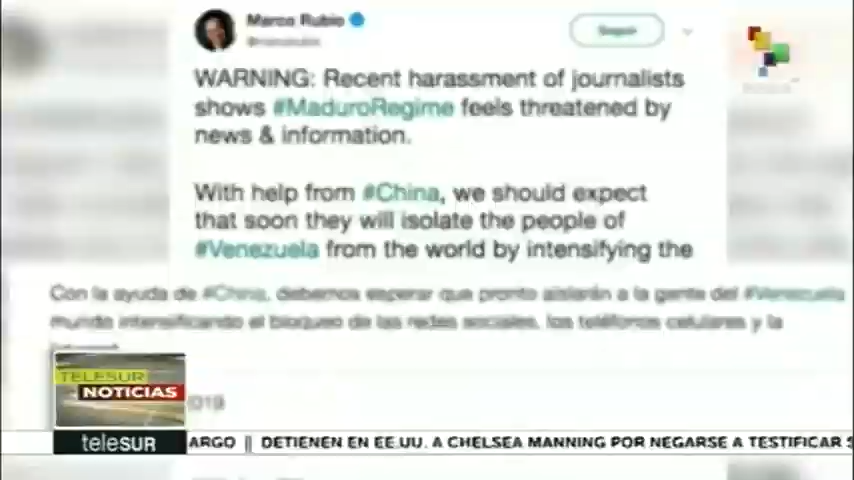 Marco Rubio
Seguir
WARNING: Recent harassment of journalists
shows #MaduroRegime feels threatened by
news & information.
With help from #China, we should expect
that soon they will isolate the people of
#Venezuela from the world by intensifying the
Con la ayuda de #China, debemos esperar que pronto aislarán a la gente del #Venezuela
mundo intensificando el bloqueo de las redes sociales, los teléfonos celulares y la
2019
TELESUR
NOTICIAS
teleSUR
ARGO || DETIENEN EN EE.UU. A CHELSEA MANNING POR NEGARSE A TESTIFICAR S